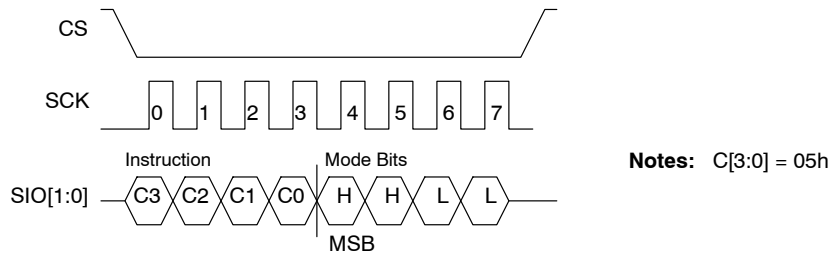 CS
SCK
0 1 2 3 4 5 6 7
Instruction Mode Bits
Notes: C[3:0] = 05h
SIO[1:0] C3 C2 C1 C0 H H L L
MSB